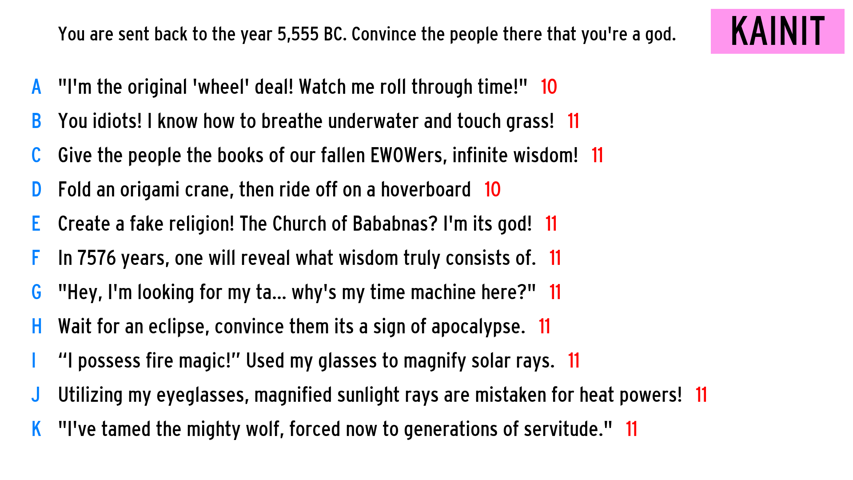 You are sent back to the year 5,555 BC. Convince the people there that you're a god.
KAINIT
A "I'm the original 'wheel' deal! Watch me roll through time!" 10
B You idiots! I know how to breathe underwater and touch grass! 11
C Give the people the books of our fallen EWOWers, infinite wisdom! 11
D Fold an origami crane, then ride off on a hoverboard 10
E Create a fake religion! The Church of Bababnas? I'm its god! 11
F In 7576 years, one will reveal what wisdom truly consists of. 11
G "Hey, I'm looking for my ta... why's my time machine here?" 11
H Wait for an eclipse, convince them its a sign of apocalypse. 11
I “I possess fire magic!” Used my glasses to magnify solar rays. 11
J Utilizing my eyeglasses, magnified sunlight rays are mistaken for heat powers! 11
K "I've tamed the mighty wolf, forced now to generations of servitude." 11